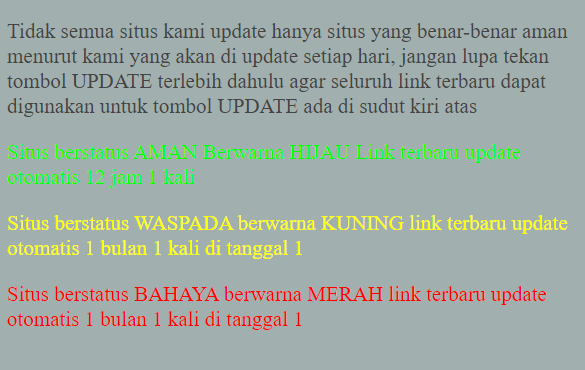 Tidak semua situs kami update hanya situs yang benar-benar aman
menurut kami yang akan di update setiap hari, jangan lupa tekan
tombol UPDATE terlebih dahulu agar seluruh link terbaru dapat
digunakan untuk tombol UPDATE ada di sudut kiri atas
Situs berstatus AMAN Berwarna HIJAU Link terbaru update
otomatis 12 jam 1 kali
Situs berstatus WASPADA berwarna KUNING link terbaru update
otomatis 1 bulan 1 kali di tanggal 1
Situs berstatus BAHAYA berwarna MERAH link terbaru update
otomatis 1 bulan 1 kali di tanggal 1